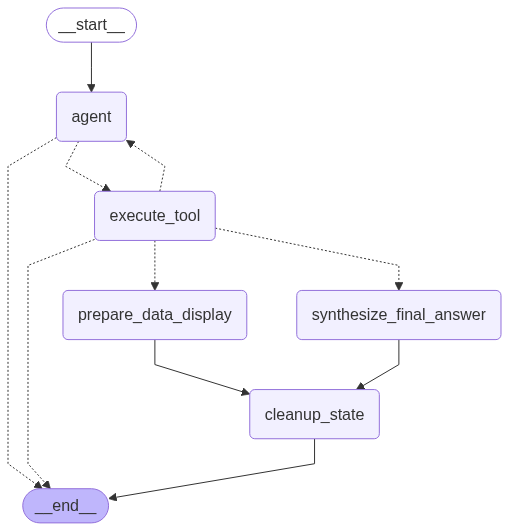 __start__
agent
execute_tool
prepare_data_display
synthesize_final_answer
cleanup_state
__end__